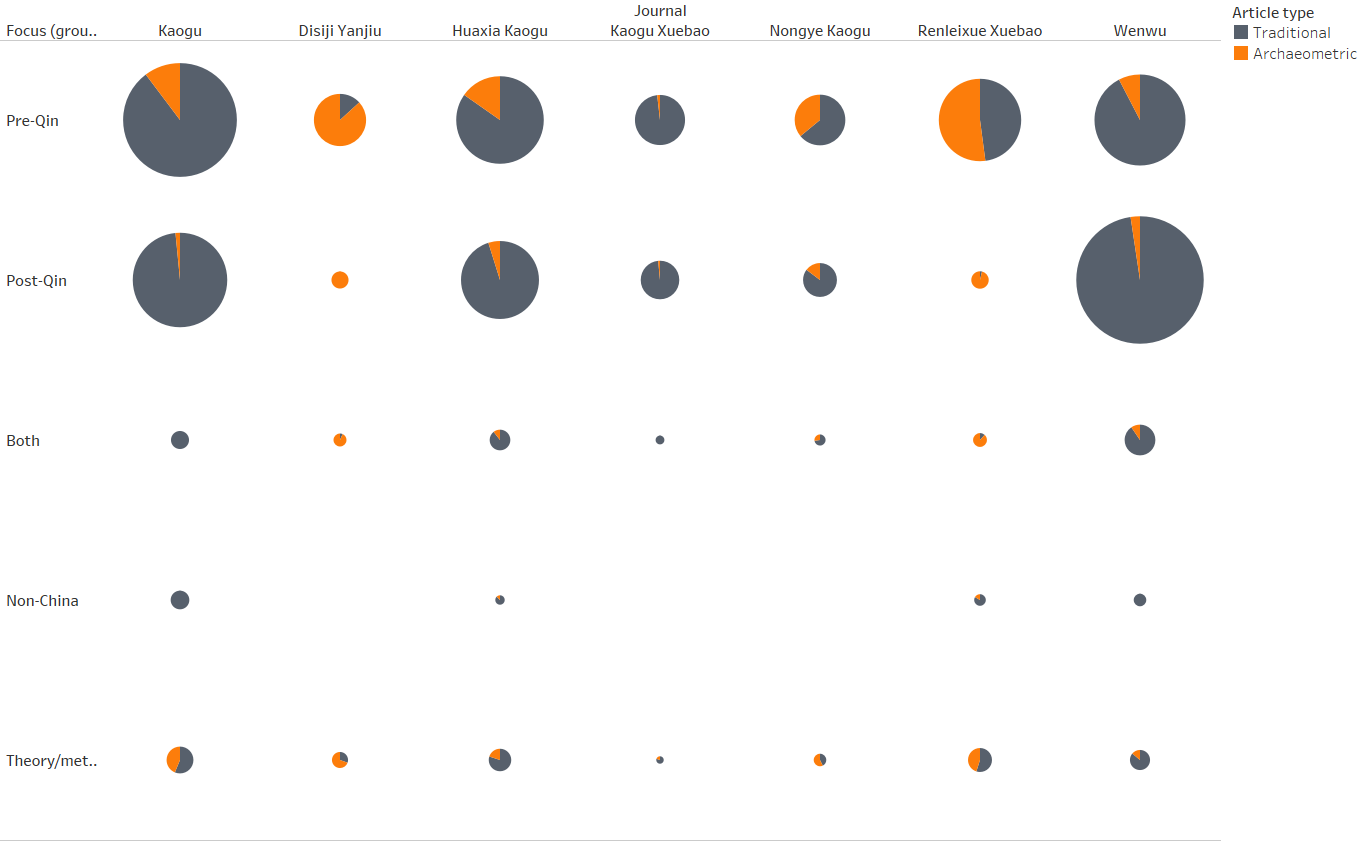 Journal
Focus (grou.. Kaogu Disiji Yanjiu Huaxia Kaogu Kaogu Xuebao Nongye Kaogu Renleixue Xuebao Wenwu
Article type
Traditional
Archaeometric
Pre-Qin
Post-Qin
Both
Non-China
Theory/met..